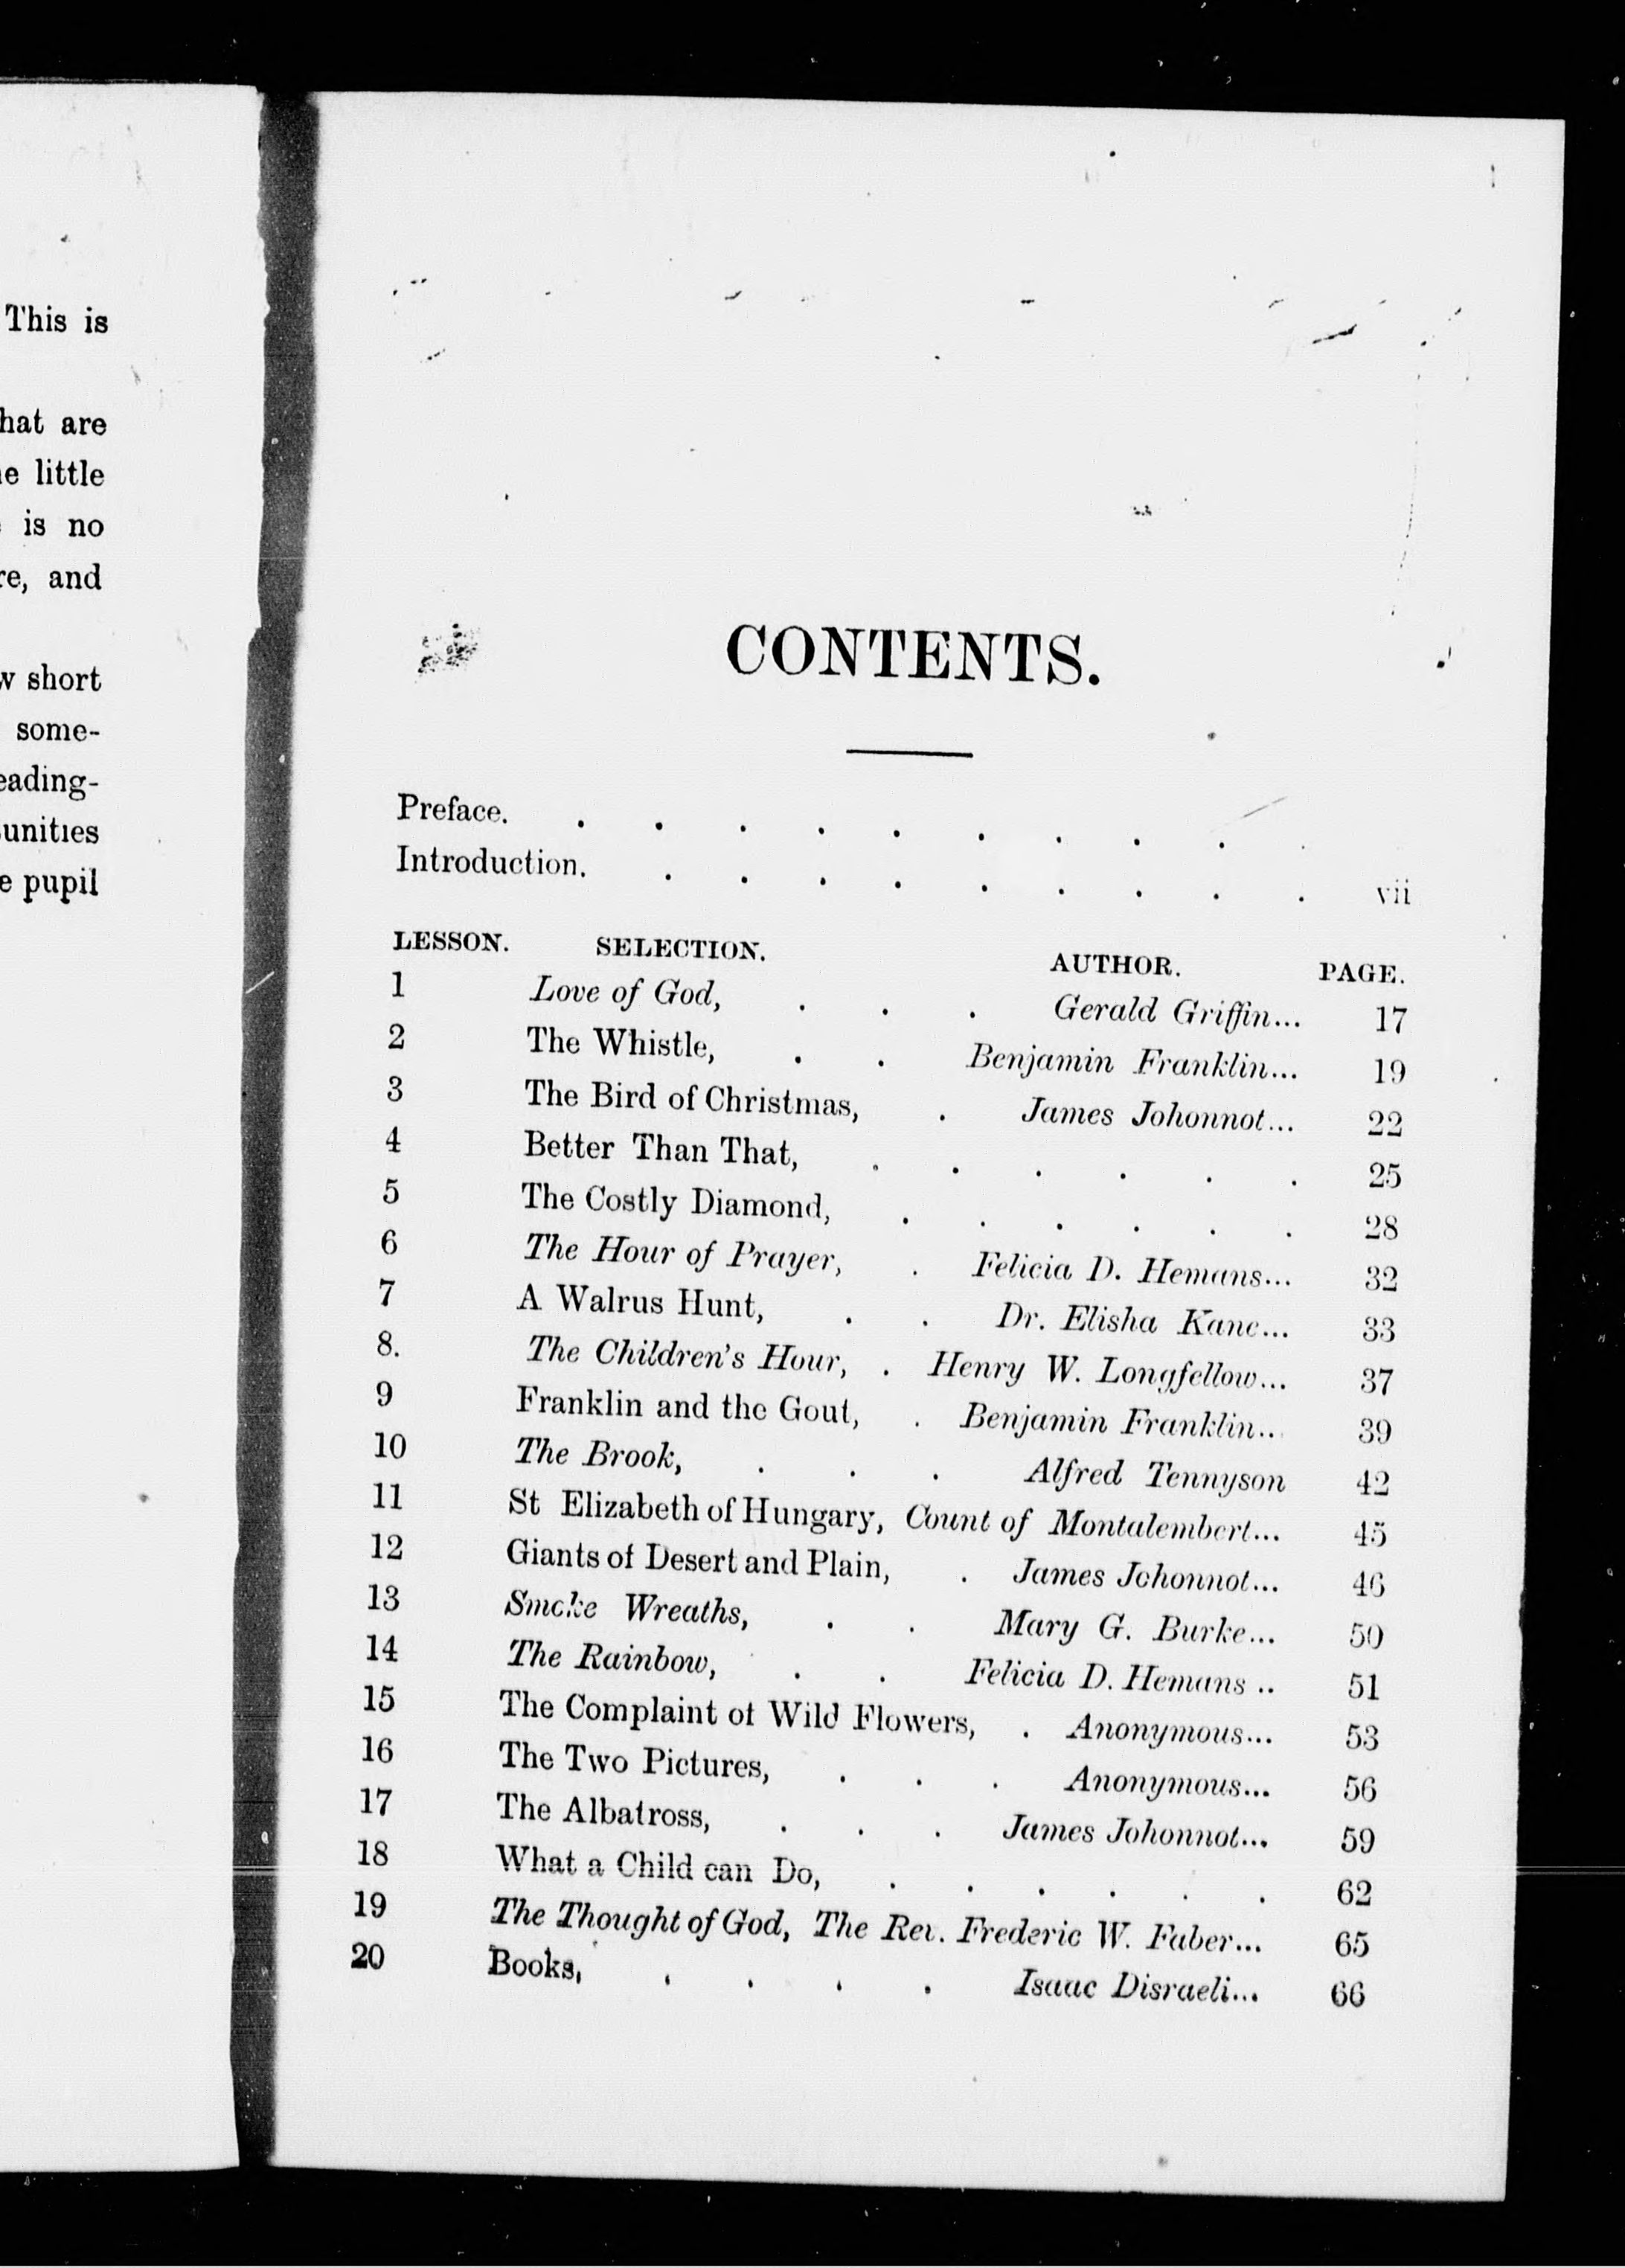 This is
hat are
e little
is no
re, and
w short
some-
eading-
unities
e pupil
CONTENTS.
Preface. . . . . . . . . . .
Introduction. . . . . . . . . . vii
LESSON. SELECTION. AUTHOR. PAGE.
1 Love of God, . . . Gerald Griffin... 17
2 The Whistle, . . Benjamin Franklin... 19
3 The Bird of Christmas, . James Johonnot... 22
4 Better Than That, . . . . . . 25
5 The Costly Diamond, . . . . . . 28
6 The Hour of Prayer, . Felicia D. Hemans... 32
7 A Walrus Hunt, . . Dr. Elisha Kane... 33
8. The Children's Hour, . Henry W. Longfellow... 37
9 Franklin and the Gout, . Benjamin Franklin... 39
10 The Brook, . . . Alfred Tennyson 42
11 St Elizabeth of Hungary, Count of Montalembert... 45
12 Giants of Desert and Plain, . James Johonnot... 46
13 Smoke Wreaths, . . Mary G. Burke... 50
14 The Rainbow, . . Felicia D. Hemans .. 51
15 The Complaint of Wild Flowers, . Anonymous... 53
16 The Two Pictures, . . . Anonymous... 56
17 The Albatross, . . . James Johonnot... 59
18 What a Child can Do, . . . . . . 62
19 The Thought of God, The Rev. Frederic W. Faber... 65
20 Books, . . . . Isaac Disraeli... 66